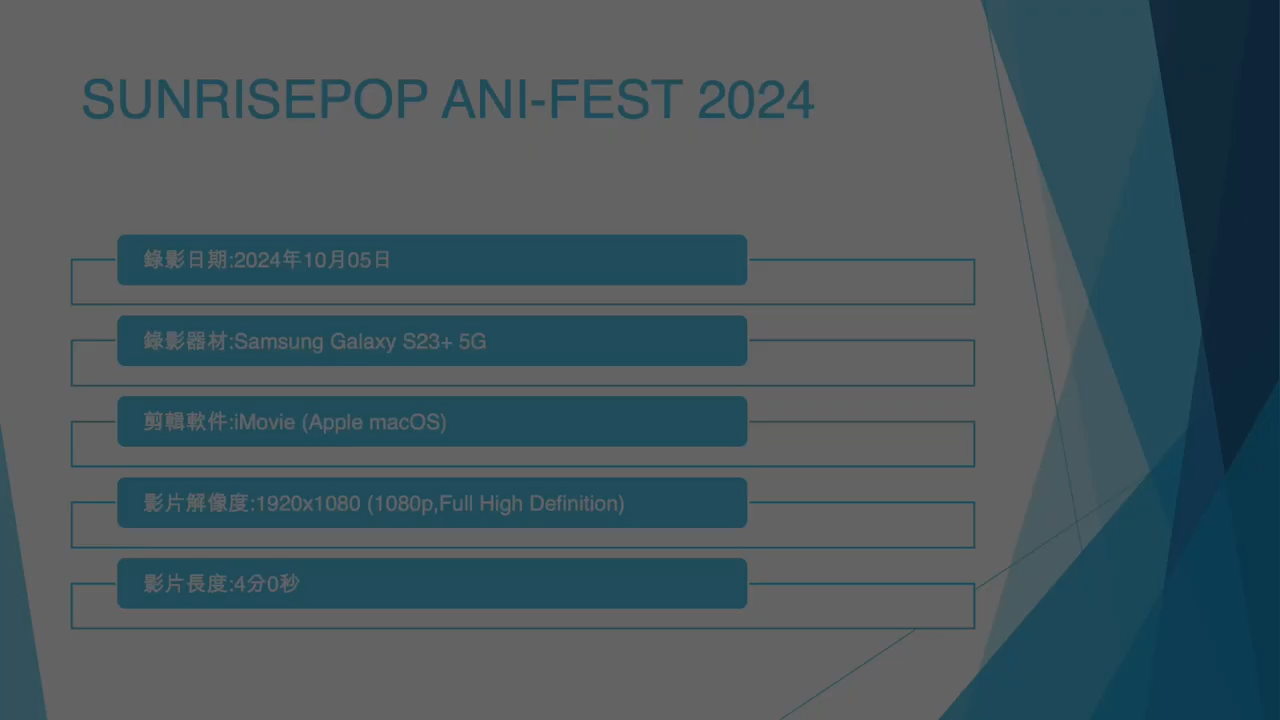 SUNRISEPOP ANI-FEST 2024
錄影日期:2024年10月05日
錄影器材:Samsung Galaxy S23+ 5G
剪輯軟件:iMovie (Apple macOS)
影片解像度:1920x1080 (1080p,Full High Definition)
影片長度:4分0秒